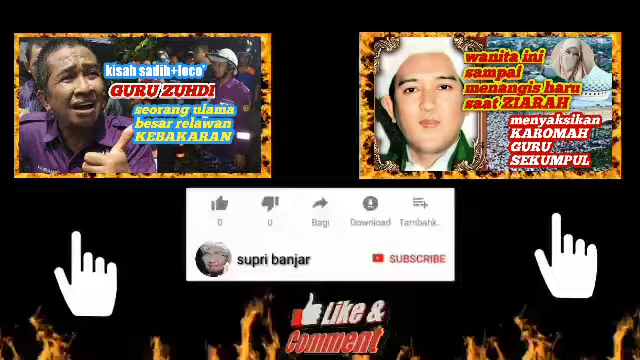 kisah sadih+loco'
GURU ZUHDI
seorang ulama
besar relawan
KEBAKARAN
wanita ini
sampai
menangis haru
saat ZIARAH
menyaksikan
KAROMAH
GURU
SEKUMPUL
0
0
Bagi
Download
Tambahk..
supri banjar
SUBSCRIBE
Like &
Comment